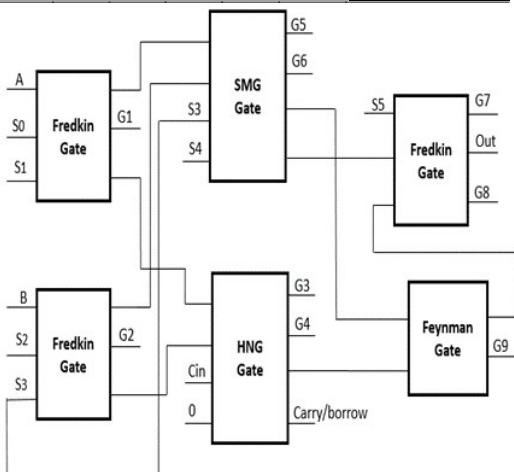 A
S0
S1
Fredkin
Gate
G1
SMG
Gate
S3
S4
G5
G6
S5
Fredkin
Gate
G7
Out
G8
B
S2
S3
Fredkin
Gate
G2
HNG
Gate
Cin
0
G3
G4
Carry/borrow
Feynman
Gate
G9